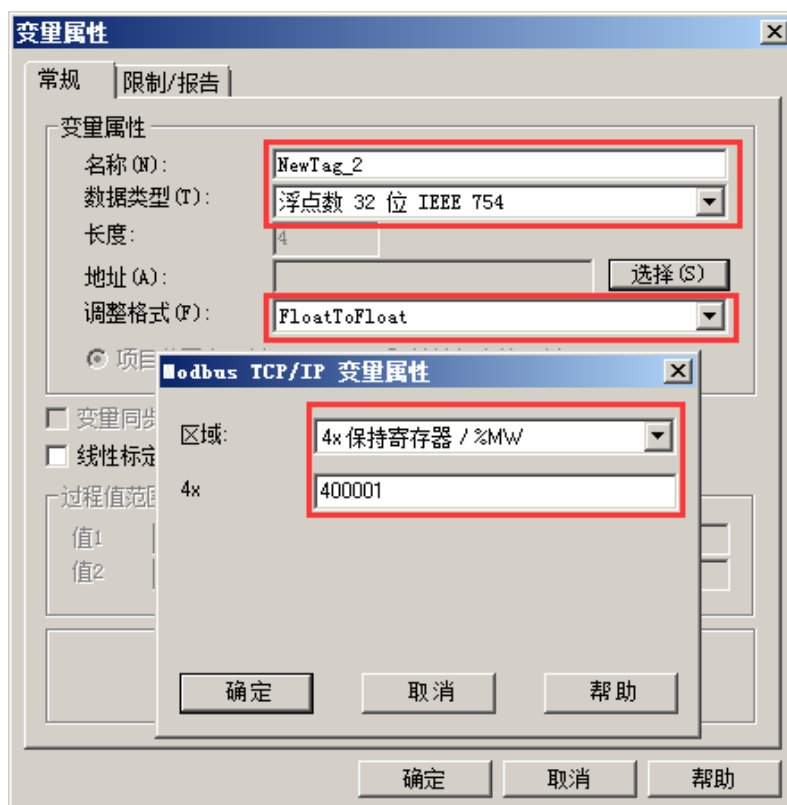 变量属性
常规
限制/报告
变量属性
名称(N):
NewTag_2
数据类型(T):
浮点数 32 位 IEEE 754
长度:
4
地址(A):
选择(S)
调整格式(F):
FloatToFloat
项目
Modbus TCP/IP 变量属性
变量同步
区域:
4x 保持寄存器 / %MW
线性标定
4x
400001
过程值范围
值1
值2
确定
取消
帮助
确定
取消
帮助